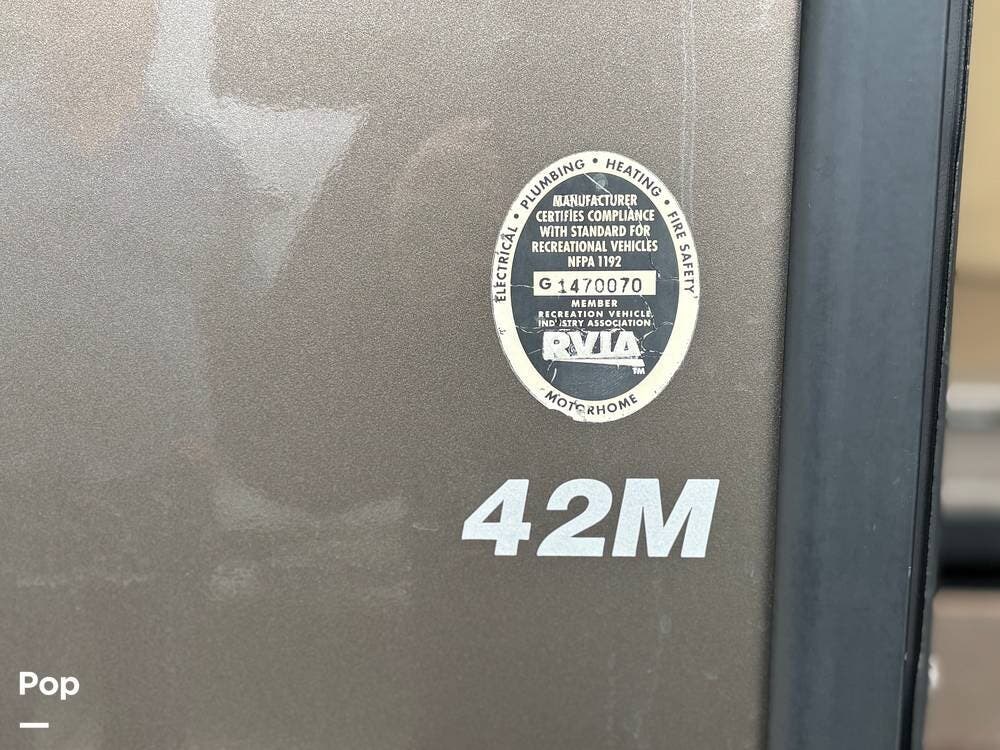 ELECTRICAL • PLUMBING • HEATING • FIRE SAFETY
MANUFACTURER
CERTIFIES COMPLIANCE
WITH STANDARD FOR
RECREATIONAL VEHICLES
NFPA 1192
G 1470070
MEMBER
RECREATION VEHICLE
INDUSTRY ASSOCIATION
RVIA
TM
MOTORHOME
42M
Pop